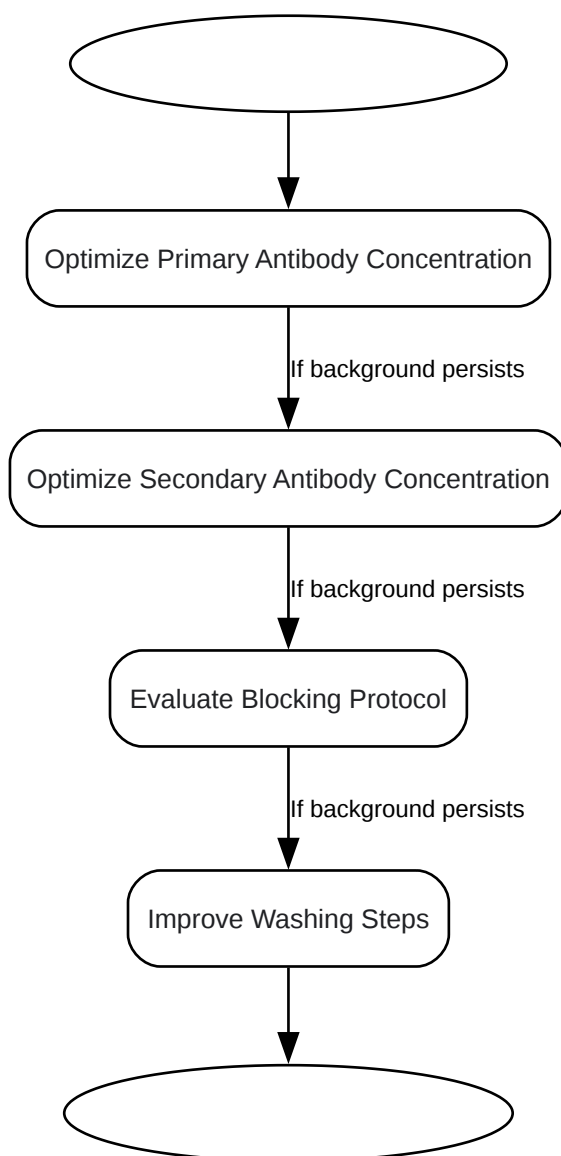 Optimize Primary Antibody Concentration
If background persists
Optimize Secondary Antibody Concentration
If background persists
Evaluate Blocking Protocol
If background persists
Improve Washing Steps